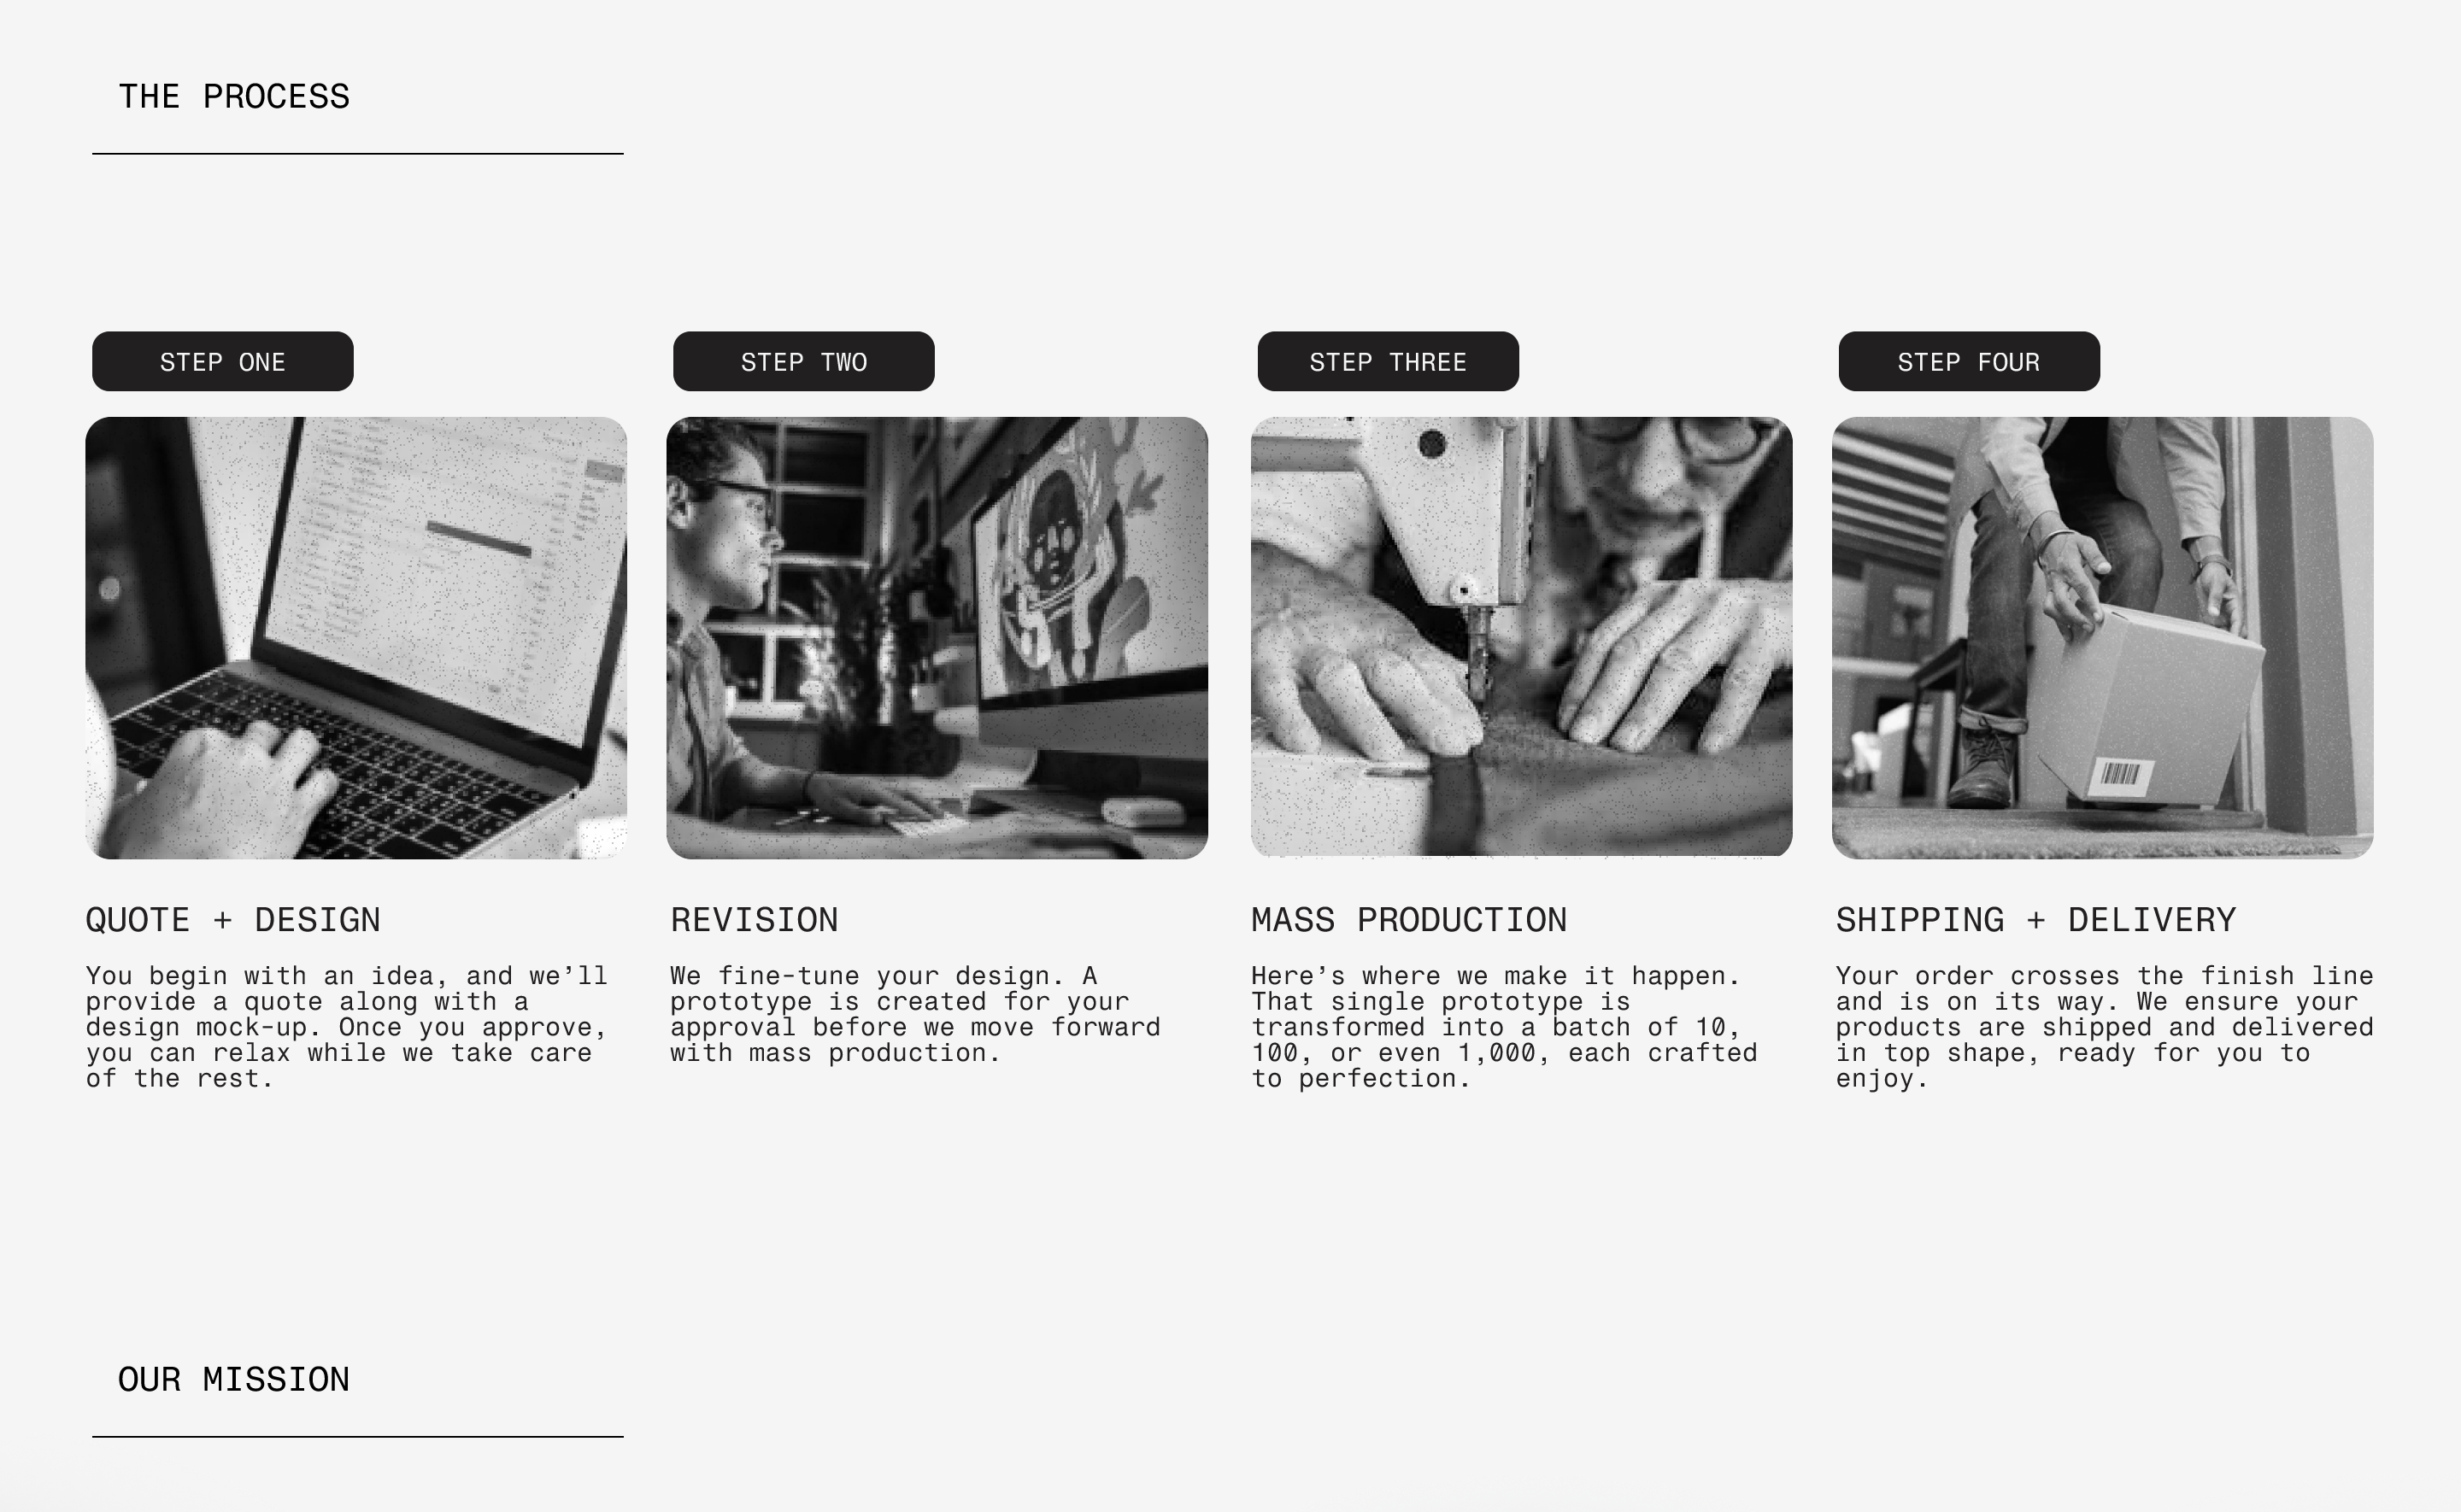 THE PROCESS
STEP ONE
STEP TWO
STEP THREE
STEP FOUR
QUOTE + DESIGN
You begin with an idea, and we’ll
provide a quote along with a
design mock-up. Once you approve,
you can relax while we take care
of the rest.
REVISION
We fine-tune your design. A
prototype is created for your
approval before we move forward
with mass production.
MASS PRODUCTION
Here’s where we make it happen.
That single prototype is
transformed into a batch of 10,
100, or even 1,000, each crafted
to perfection.
SHIPPING + DELIVERY
Your order crosses the finish line
and is on its way. We ensure your
products are shipped and delivered
in top shape, ready for you to
enjoy.
OUR MISSION